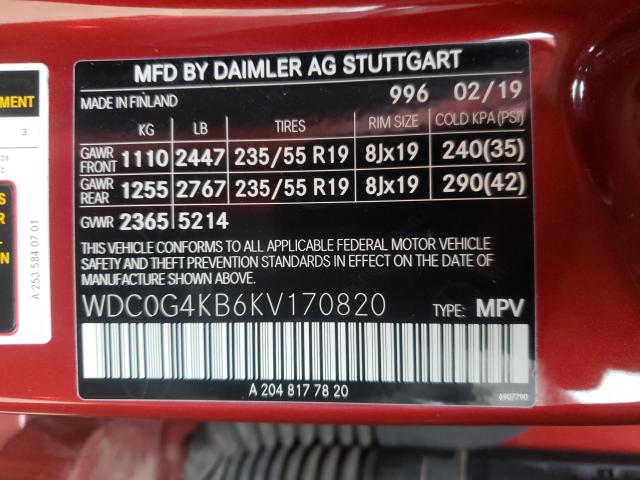 MFD BY DAIMLER AG STUTTGART
MADE IN FINLAND 996 02/19
KG LB TIRES RIM SIZE COLD KPA (PSI)
GAWR FRONT 1110 2447 235/55 R19 8Jx19 240(35)
GAWR REAR 1255 2767 235/55 R19 8Jx19 290(42)
GVWR 2365 5214
THIS VEHICLE CONFORMS TO ALL APPLICABLE FEDERAL MOTOR VEHICLE
SAFETY AND THEFT PREVENTION STANDARDS IN EFFECT ON THE
DATE OF MANUFACTURE SHOWN ABOVE.
WDC0G4KB6KV170820 TYPE: MPV
A 204 817 78 20
6907790
3
A 253 584 07 01